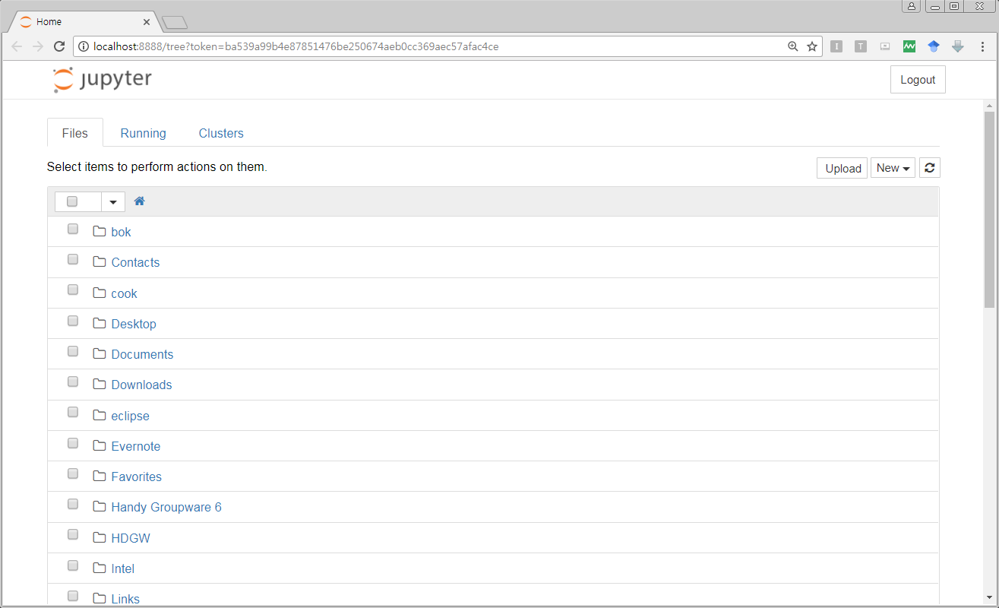 Home
localhost:8888/tree?token=ba539a99b4e87851476be250674aeb0cc369aec57afac4ce
I T
jupyter
Logout
Files Running Clusters
Select items to perform actions on them.
Upload New
bok
Contacts
cook
Desktop
Documents
Downloads
eclipse
Evernote
Favorites
Handy Groupware 6
HDGW
Intel
Links